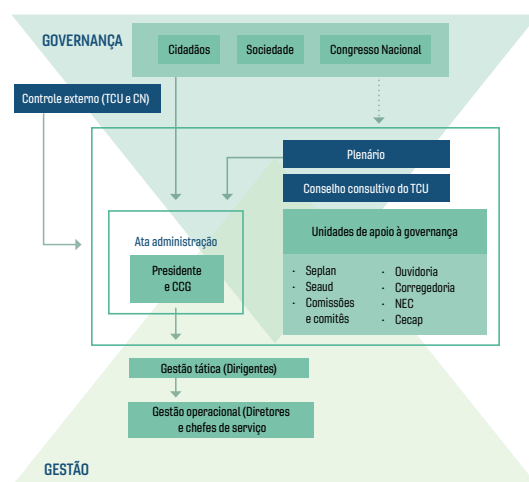 GOVERNANÇA
Cidadãos
Sociedade
Congresso Nacional
Controle externo (TCU e CN)
Plenário
Conselho consultivo do TCU
Unidades de apoio à governança
- Seplan
- Seaud
- Comissões
e comitês
- Ouvidoria
- Corregedoria
- NEC
- Cecap
Ata administração
Presidente
e CCG
Gestão tática (Dirigentes)
Gestão operacional (Diretores
e chefes de serviço
GESTÃO